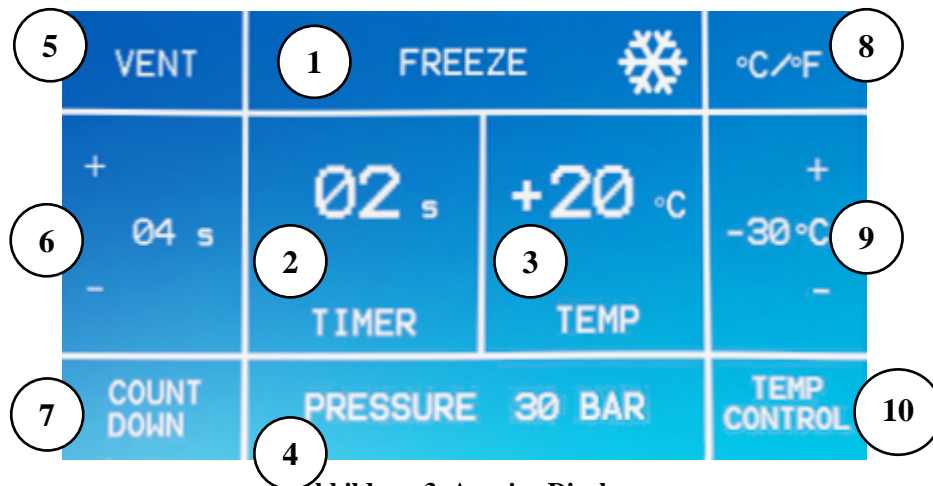 5 VENT 1 FREEZE °C/°F 8
+ 02 s +20 °C +
6 04 s 2 3 -30°C 9
- TIMER TEMP -
7 COUNT DOWN PRESSURE 30 BAR TEMP CONTROL 10
4